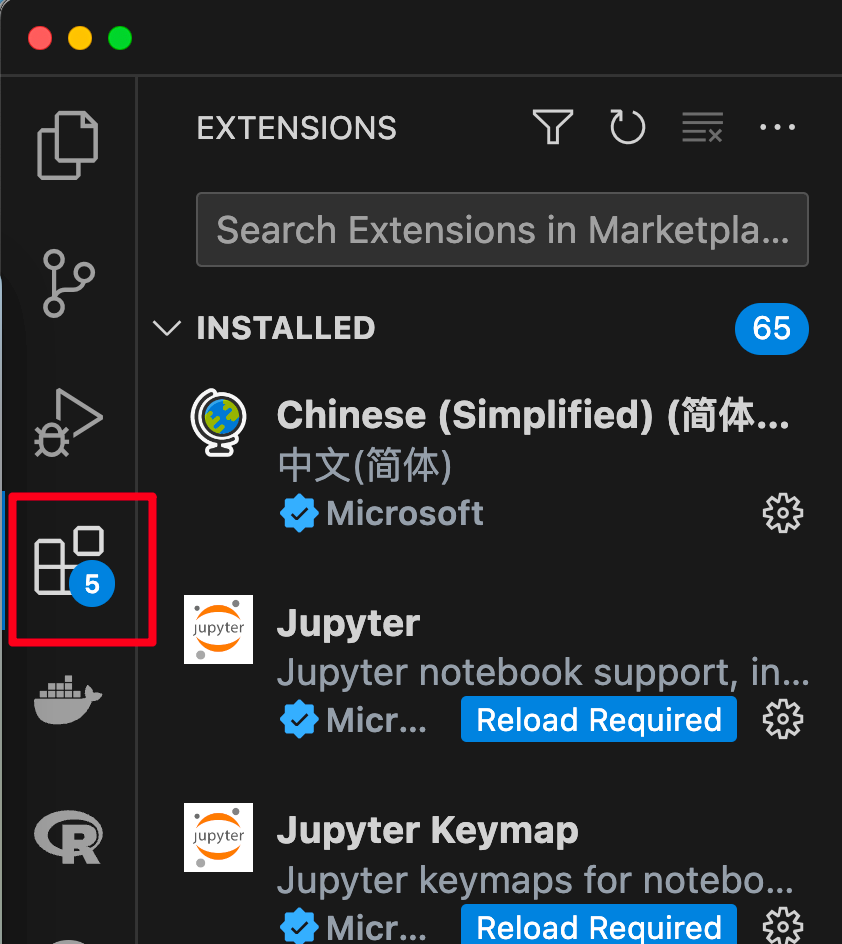 EXTENSIONS
Search Extensions in Marketpla...
INSTALLED 65
Chinese (Simplified) (简体...
中文(简体)
Microsoft
5
jupyter Jupyter
Jupyter notebook support, in...
Micr... Reload Required
R
jupyter Jupyter Keymap
Jupyter keymaps for notebo...
Micr... Reload Required